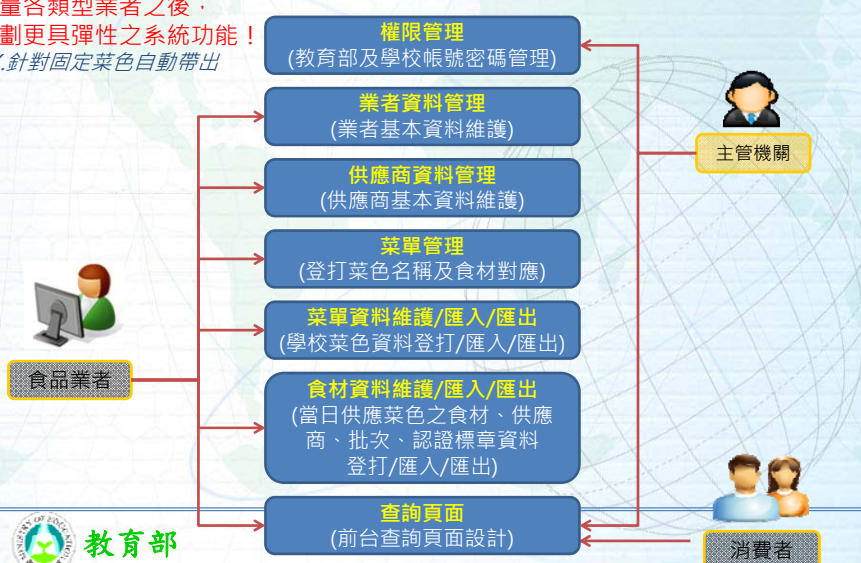 量各類型業者之後，
劃更具彈性之系統功能！
.針對固定菜色自動帶出
權限管理
(教育部及學校帳號密碼管理)
業者資料管理
(業者基本資料維護)
主管機關
供應商資料管理
(供應商基本資料維護)
菜單管理
(登打菜色名稱及食材對應)
菜單資料維護/匯入/匯出
(學校菜色資料登打/匯入/匯出)
食品業者
食材資料維護/匯入/匯出
(當日供應菜色之食材、供應
商、批次、認證標章資料
登打/匯入/匯出)
查詢頁面
(前台查詢頁面設計)
消費者
教育部